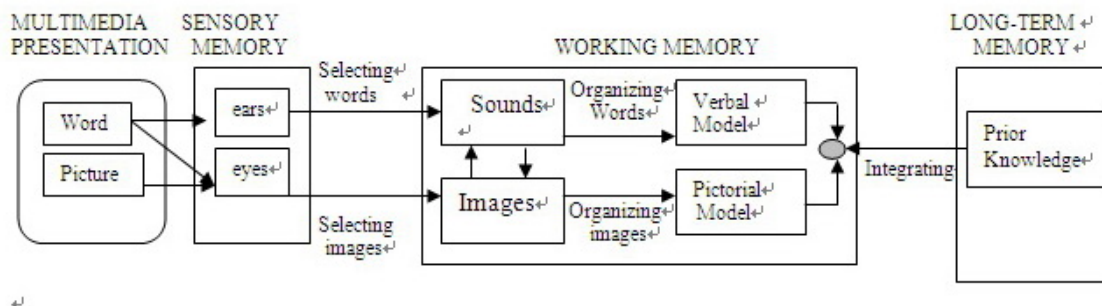 MULTIMEDIA
PRESENTATION
SENSORY
MEMORY
WORKING MEMORY
LONG-TERM
MEMORY
Word
Picture
ears
eyes
Selecting
words
Selecting
images
Sounds
Images
Organizing
Words
Organizing
images
Verbal
Model
Pictorial
Model
Integrating
Prior
Knowledge